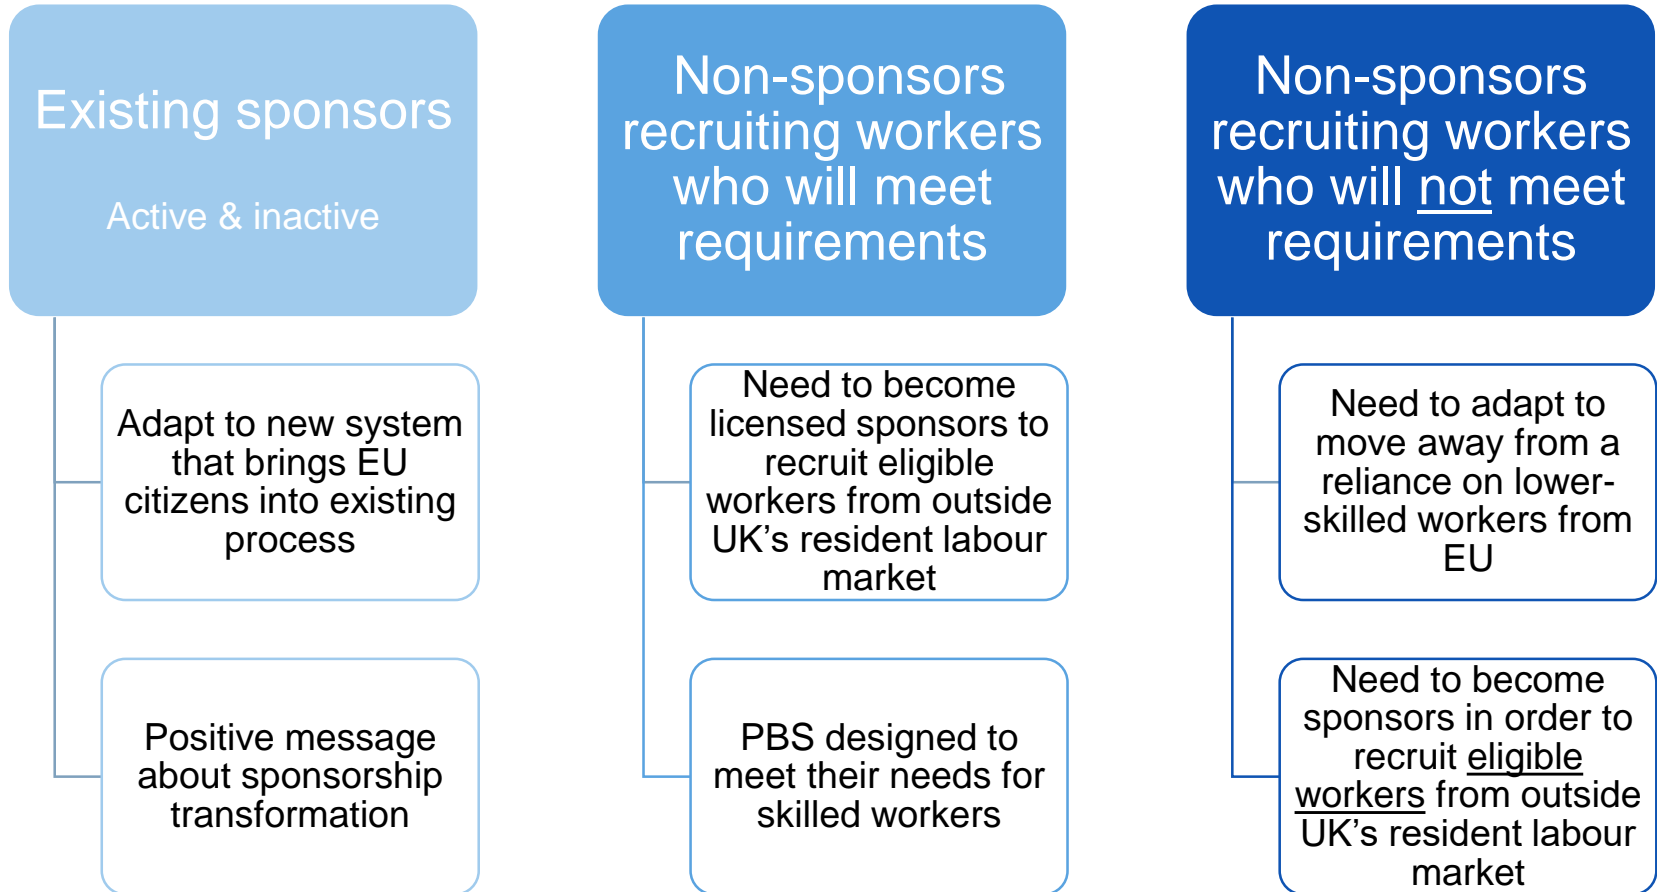 Existing sponsors
Active & inactive
Adapt to new system
that brings EU
citizens into existing
process
Positive message
about sponsorship
transformation
Non-sponsors
recruiting workers
who will meet
requirements
Need to become
licensed sponsors to
recruit eligible
workers from outside
UK’s resident labour
market
PBS designed to
meet their needs for
skilled workers
Non-sponsors
recruiting workers
who will not meet
requirements
Need to adapt to
move away from a
reliance on lower-
skilled workers from
EU
Need to become
sponsors in order to
recruit eligible
workers from outside
UK’s resident labour
market